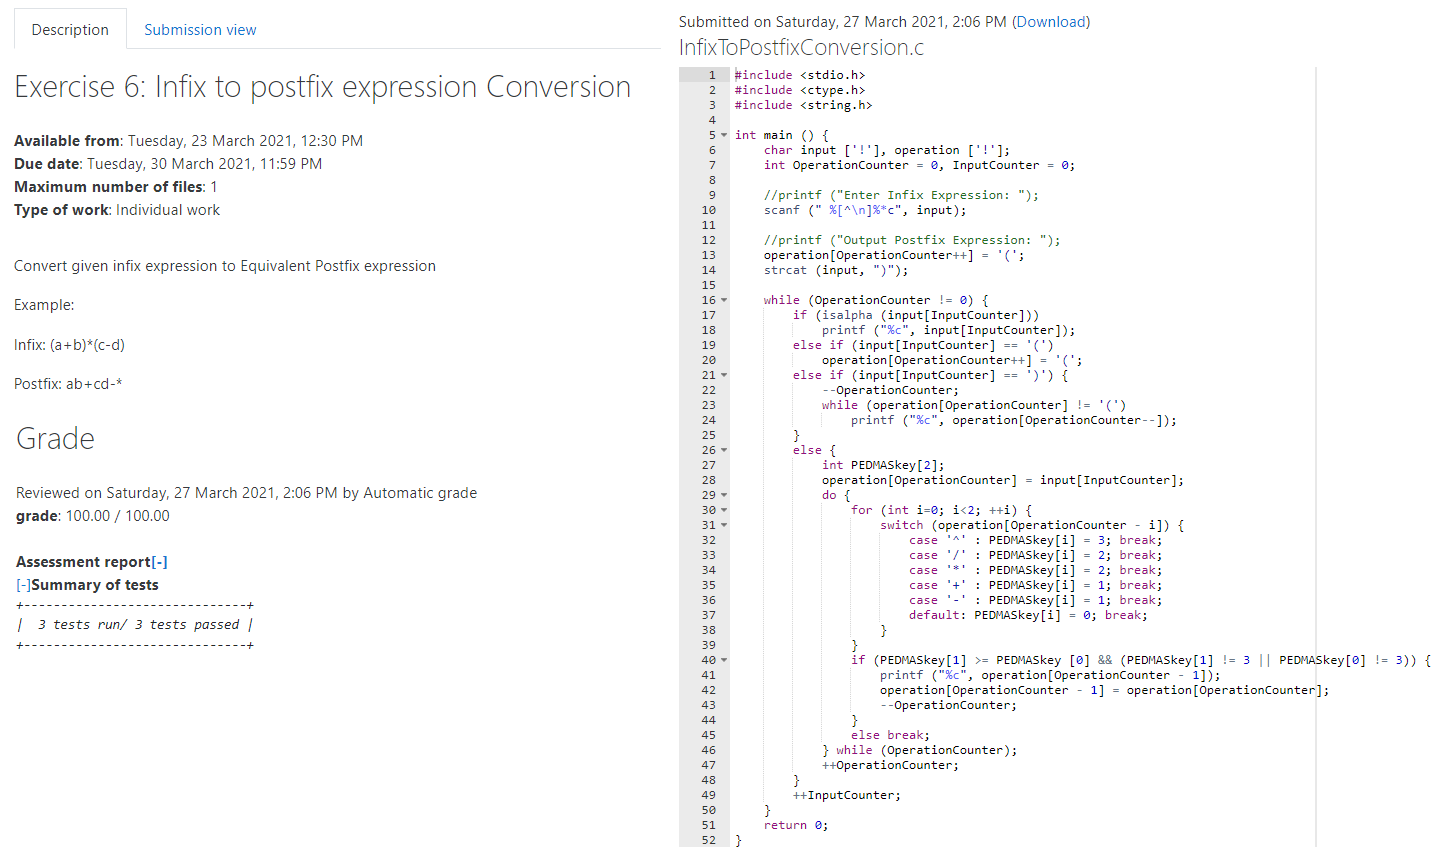 Description
Submission view
Exercise 6: Infix to postfix expression Conversion
Available from: Tuesday, 23 March 2021, 12:30 PM
Due date: Tuesday, 30 March 2021, 11:59 PM
Maximum number of files: 1
Type of work: Individual work
Convert given infix expression to Equivalent Postfix expression
Example:
Infix: (a+b)*(c-d)
Postfix: ab+cd-*
Grade
Reviewed on Saturday, 27 March 2021, 2:06 PM by Automatic grade
grade: 100.00 / 100.00
Assessment report[-]
[-]Summary of tests
+------------------------------+
|  3 tests run/ 3 tests passed |
+------------------------------+
Submitted on Saturday, 27 March 2021, 2:06 PM (Download)
InfixToPostfixConversion.c
1 #include <stdio.h>
2 #include <ctype.h>
3 #include <string.h>
4
5 int main () {
6     char input ['!'], operation ['!'];
7     int OperationCounter = 0, InputCounter = 0;
8
9     //printf ("Enter Infix Expression: ");
10     scanf (" %[^\n]%*c", input);
11
12     //printf ("Output Postfix Expression: ");
13     operation[OperationCounter++] = '(';
14     strcat (input, ")");
15
16     while (OperationCounter != 0) {
17         if (isalpha (input[InputCounter]))
18             printf ("%c", input[InputCounter]);
19         else if (input[InputCounter] == '(')
20             operation[OperationCounter++] = '(';
21         else if (input[InputCounter] == ')') {
22             --OperationCounter;
23             while (operation[OperationCounter] != '(')
24                 printf ("%c", operation[OperationCounter--]);
25         }
26         else {
27             int PEDMASkey[2];
28             operation[OperationCounter] = input[InputCounter];
29             do {
30                 for (int i=0; i<2; ++i) {
31                     switch (operation[OperationCounter - i]) {
32                         case '^' : PEDMASkey[i] = 3; break;
33                         case '/' : PEDMASkey[i] = 2; break;
34                         case '*' : PEDMASkey[i] = 2; break;
35                         case '+' : PEDMASkey[i] = 1; break;
36                         case '-' : PEDMASkey[i] = 1; break;
37                         default: PEDMASkey[i] = 0; break;
38                     }
39                 }
40                 if (PEDMASkey[1] >= PEDMASkey [0] && (PEDMASkey[1] != 3 || PEDMASkey[0] != 3)) {
41                     printf ("%c", operation[OperationCounter - 1]);
42                     operation[OperationCounter - 1] = operation[OperationCounter];
43                     --OperationCounter;
44                 }
45                 else break;
46             } while (OperationCounter);
47             ++OperationCounter;
48         }
49         ++InputCounter;
50     }
51     return 0;
52 }